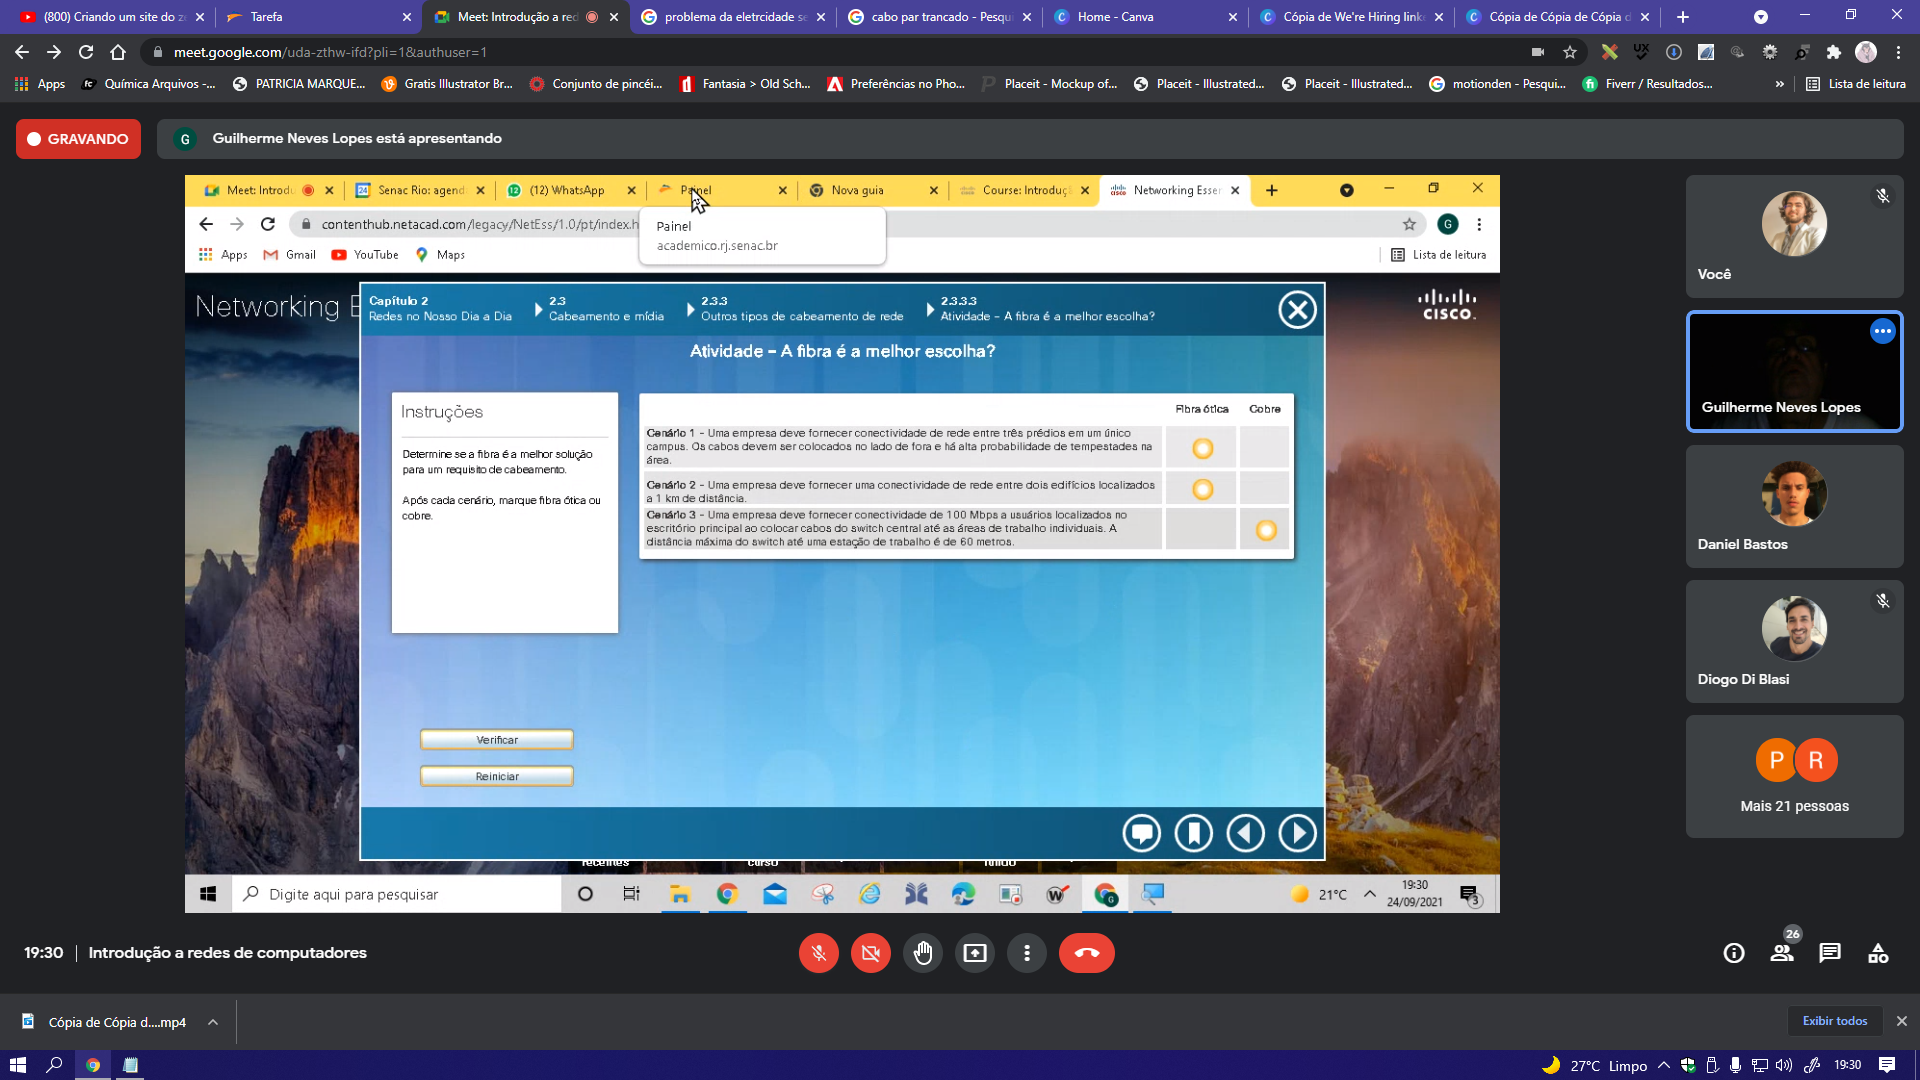 (800) Criando um site do ze
Tarefa
Meet: Introdução a red
problema da eletrcidade se
cabo par trancado - Pesqu
Home - Canva
Cópia de We're Hiring link
Cópia de Cópia de Cópia d
meet.google.com/uda-zthw-ifd?pli=1&authuser=1
Apps
Química Arquivos -...
PATRICIA MARQUE...
Gratis Illustrator Br...
Conjunto de pincéi...
Fantasia > Old Sch...
Preferências no Pho...
Placeit - Mockup of...
Placeit - Illustrated...
Placeit - Illustrated...
motionden - Pesqui...
Fiverr / Resultados...
»
Lista de leitura
GRAVANDO
G
Guilherme Neves Lopes está apresentando
Meet: Introdu
Senac Rio: agend
(12) WhatsApp
Painel
Nova guia
Course: Introduç
Networking Esser
contenthub.netacad.com/legacy/NetEss/1.0/pt/index.h
G
Painel
academico.rj.senac.br
Apps
Gmail
YouTube
Maps
Lista de leitura
Networking E
Capítulo 2
Redes no Nosso Dia a Dia
2.3
Cabeamento e mídia
2.3.3
Outros tipos de cabeamento de rede
2.3.3.3
Atividade - A fibra é a melhor escolha?
CISCO.
Atividade - A fibra é a melhor escolha?
Instruções
Determine se a fibra é a melhor solução
para um requisito de cabeamento.
Após cada cenário, marque fibra ótica ou
cobre.
Fibra ótica
Cobre
Cenário 1 - Uma empresa deve fornecer conectividade de rede entre três prédios em um único
campus. Os cabos devem ser colocados no lado de fora e há alta probabilidade de tempestades na
área.
Cenário 2 - Uma empresa deve fornecer uma conectividade de rede entre dois edifícios localizados
a 1 km de distância.
Cenário 3 - Uma empresa deve fornecer conectividade de 100 Mbps a usuários localizados no
escritório principal ao colocar cabos do switch central até as áreas de trabalho individuais. A
distância máxima do switch até uma estação de trabalho é de 60 metros.
Verificar
Reiniciar
recentes
curso
Digite aqui para pesquisar
21°C
19:30
24/09/2021
3
Você
Guilherme Neves Lopes
Daniel Bastos
Diogo Di Blasi
P
R
Mais 21 pessoas
19:30
Introdução a redes de computadores
26
Cópia de Cópia d....mp4
Exibir todos
27°C Limpo
19:30